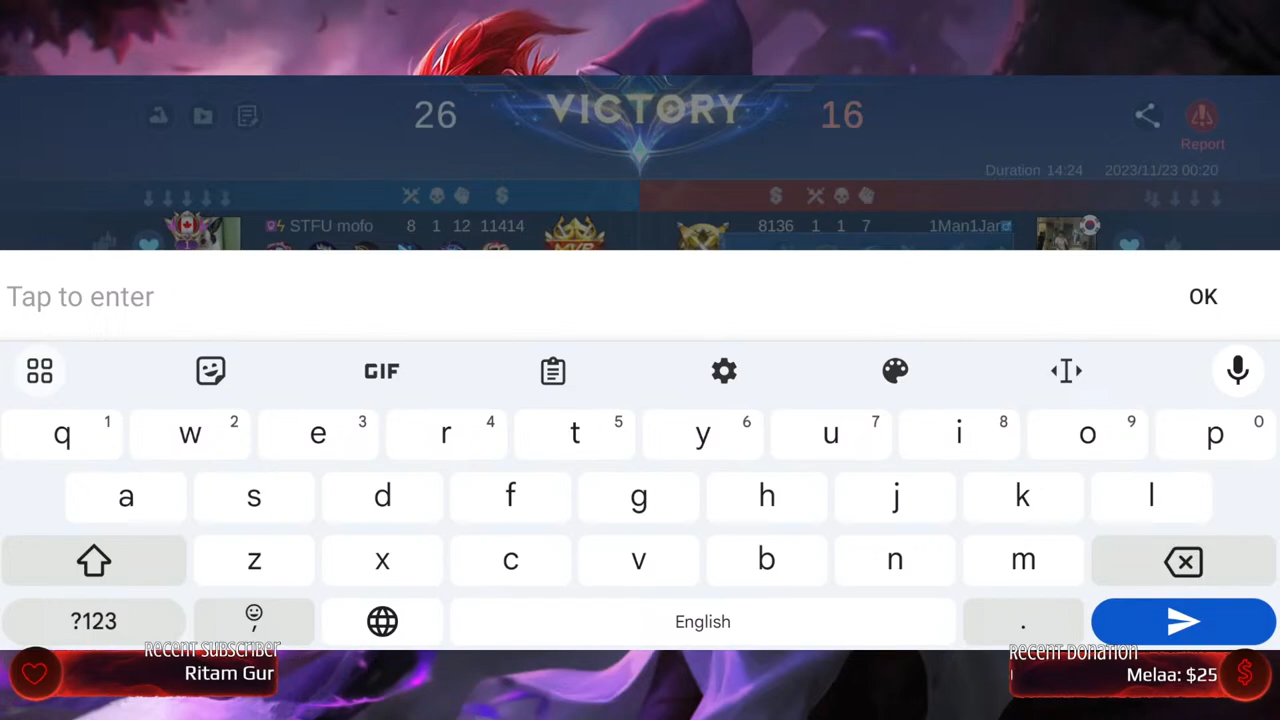 26 VICTORY 16
Report
Duration 14:24 2023/11/23 00:20
STFU mofo 8 1 12 11414 MVP 8136 1 1 7 1Man1Jar
Tap to enter OK
GIF
q 1 w 2 e 3 r 4 t 5 y 6 u 7 i 8 o 9 p 0
a s d f g h j k l
z x c v b n m
?123 , English .
RECENT SUBSCRIBER RECENT DONATION
Ritam Gur Melaa: $25